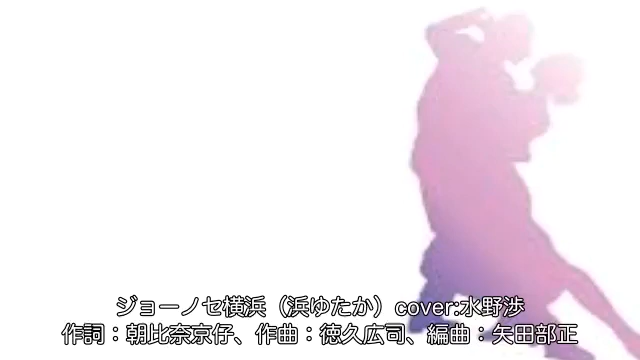 ジョーノセ横浜（浜ゆたか）cover:水野渉
作詞：朝比奈京仔、作曲：徳久広司、編曲：矢田部正